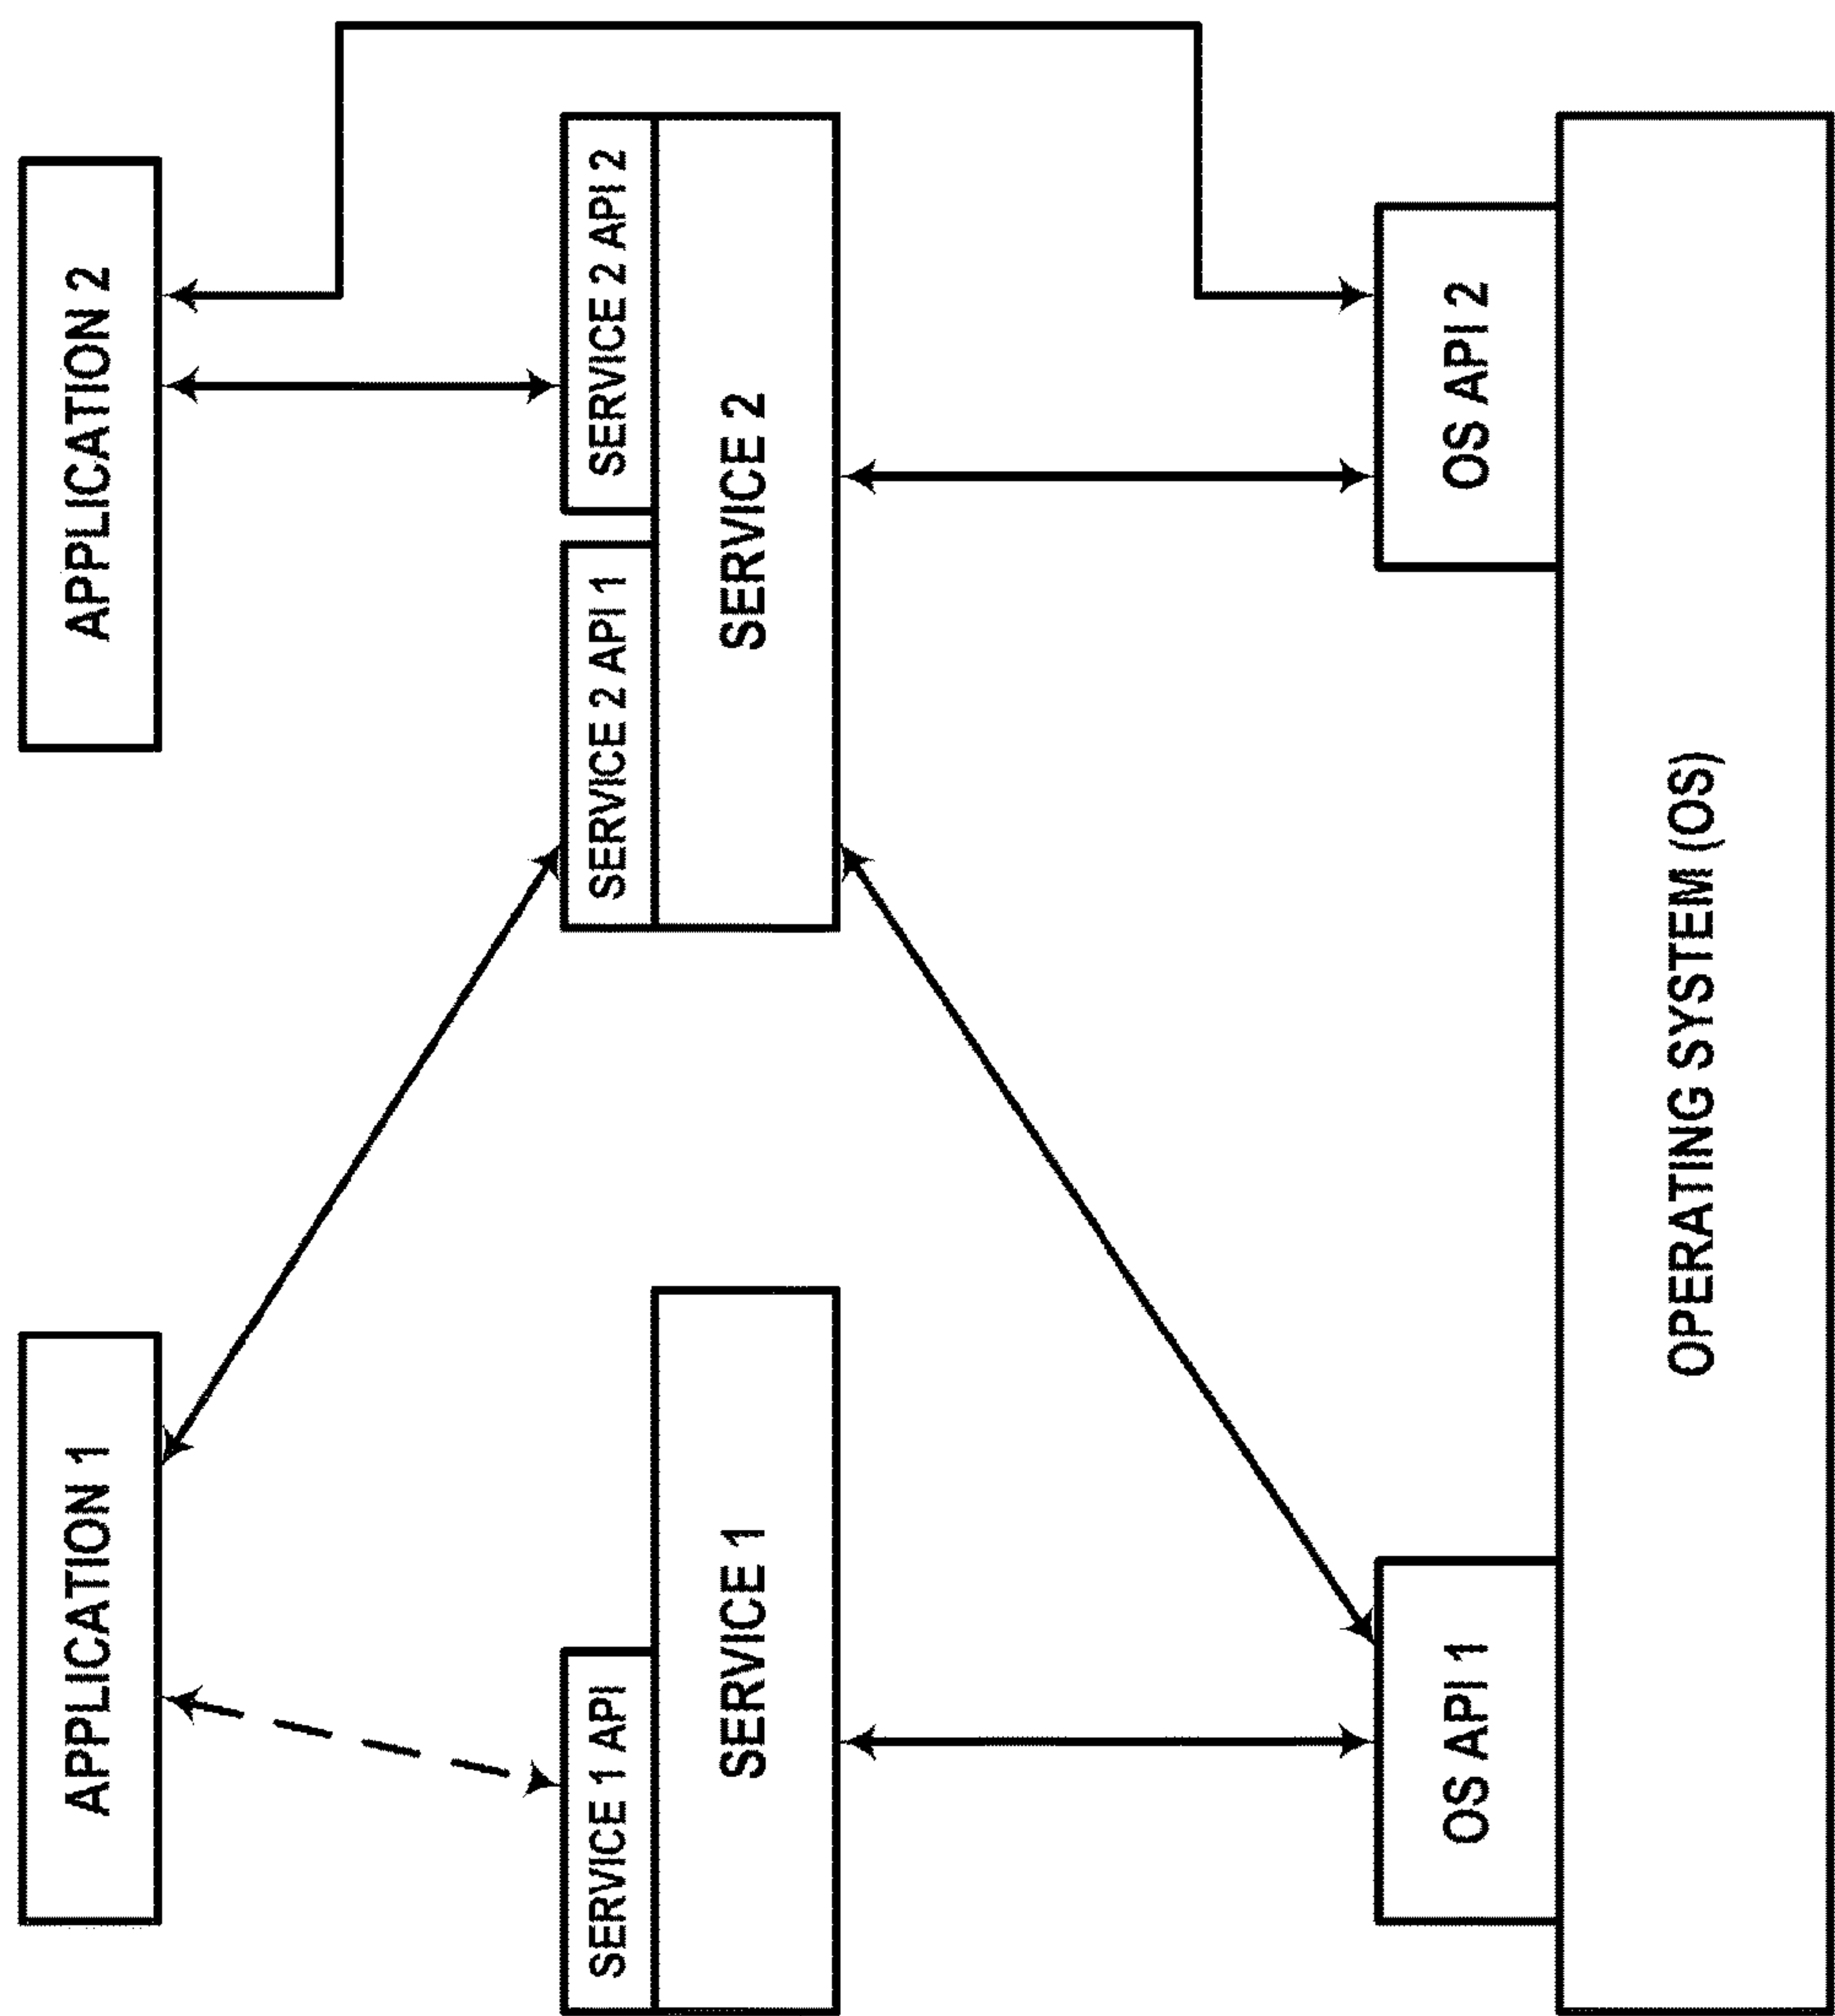 APPLICATION 1
APPLICATION 2
SERVICE 1 API
SERVICE 2 API 1
SERVICE 2 API 2
SERVICE 1
SERVICE 2
OS API 1
OS API 2
OPERATING SYSTEM (OS)